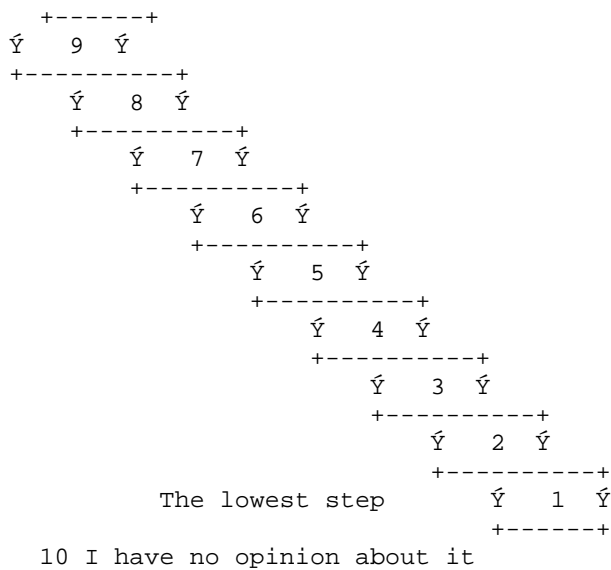 +------+
Ý 9 Ý
+----------+
Ý 8 Ý
+----------+
Ý 7 Ý
+----------+
Ý 6 Ý
+----------+
Ý 5 Ý
+----------+
Ý 4 Ý
+----------+
Ý 3 Ý
+----------+
Ý 2 Ý
+----------+
The lowest step Ý 1 Ý
+------+
10 I have no opinion about it